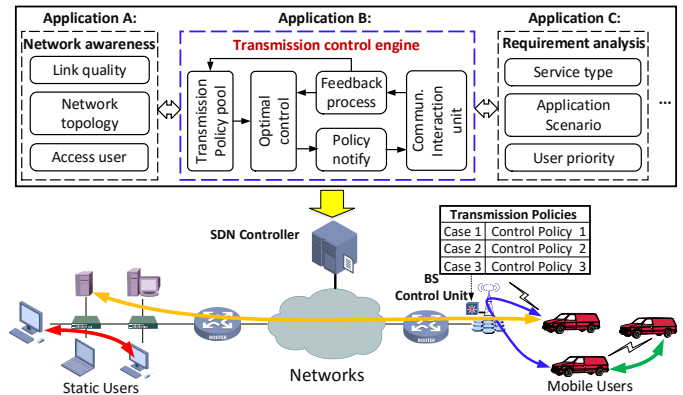 Application A:
Application B:
Application C:
Network awareness
Link quality
Network
topology
Access user
Transmission control engine
Transmission
Policy pool
Optimal
control
Feedback
process
Policy
notify
Commun.
Interaction
unit
Requirement analysis
Service type
Application
Scenario
User priority
...
SDN Controller
Transmission Policies
Case 1 Control Policy 1
Case 2 Control Policy 2
Case 3 Control Policy 3
BS
Control Unit
ROUTER
ROUTER
Static Users
Networks
Mobile Users